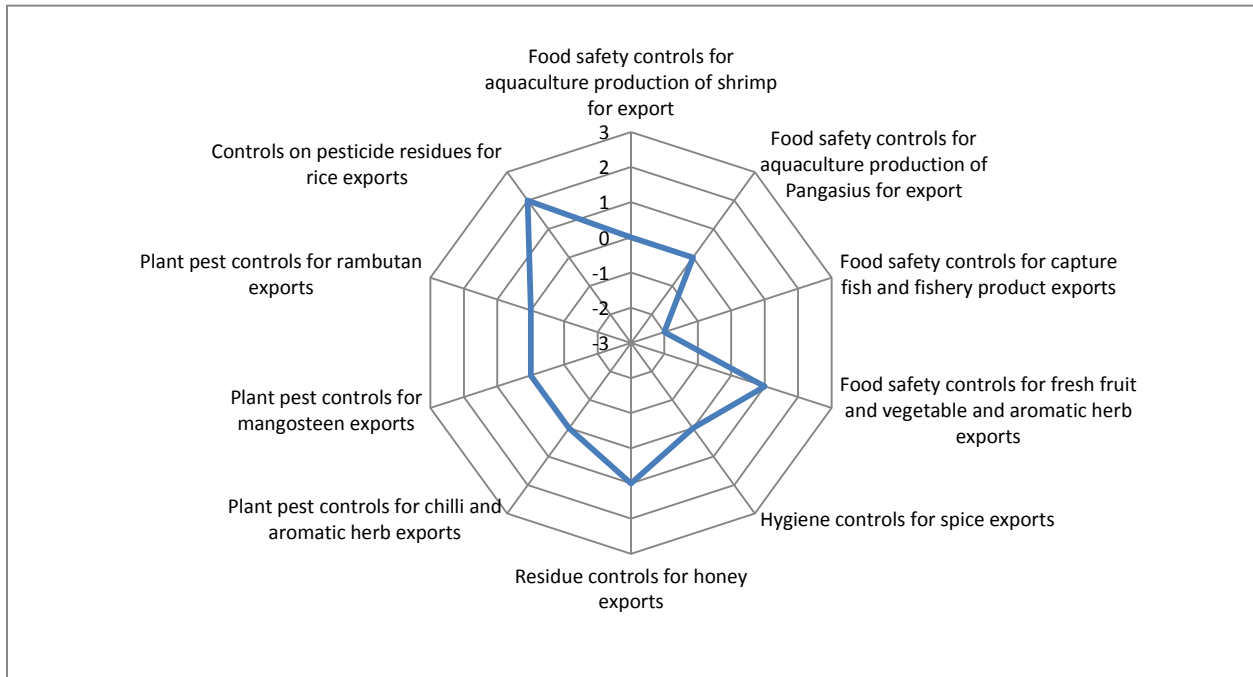 Food safety controls for
aquaculture production of shrimp
for export
Food safety controls for
aquaculture production of
Pangasius for export
Food safety controls for capture
fish and fishery product exports
Food safety controls for fresh fruit
and vegetable and aromatic herb
exports
Hygiene controls for spice exports
Residue controls for honey
exports
Plant pest controls for chilli and
aromatic herb exports
Plant pest controls for
mangosteen exports
Plant pest controls for rambutan
exports
Controls on pesticide residues for
rice exports
3
2
1
0
-1
-2
-3